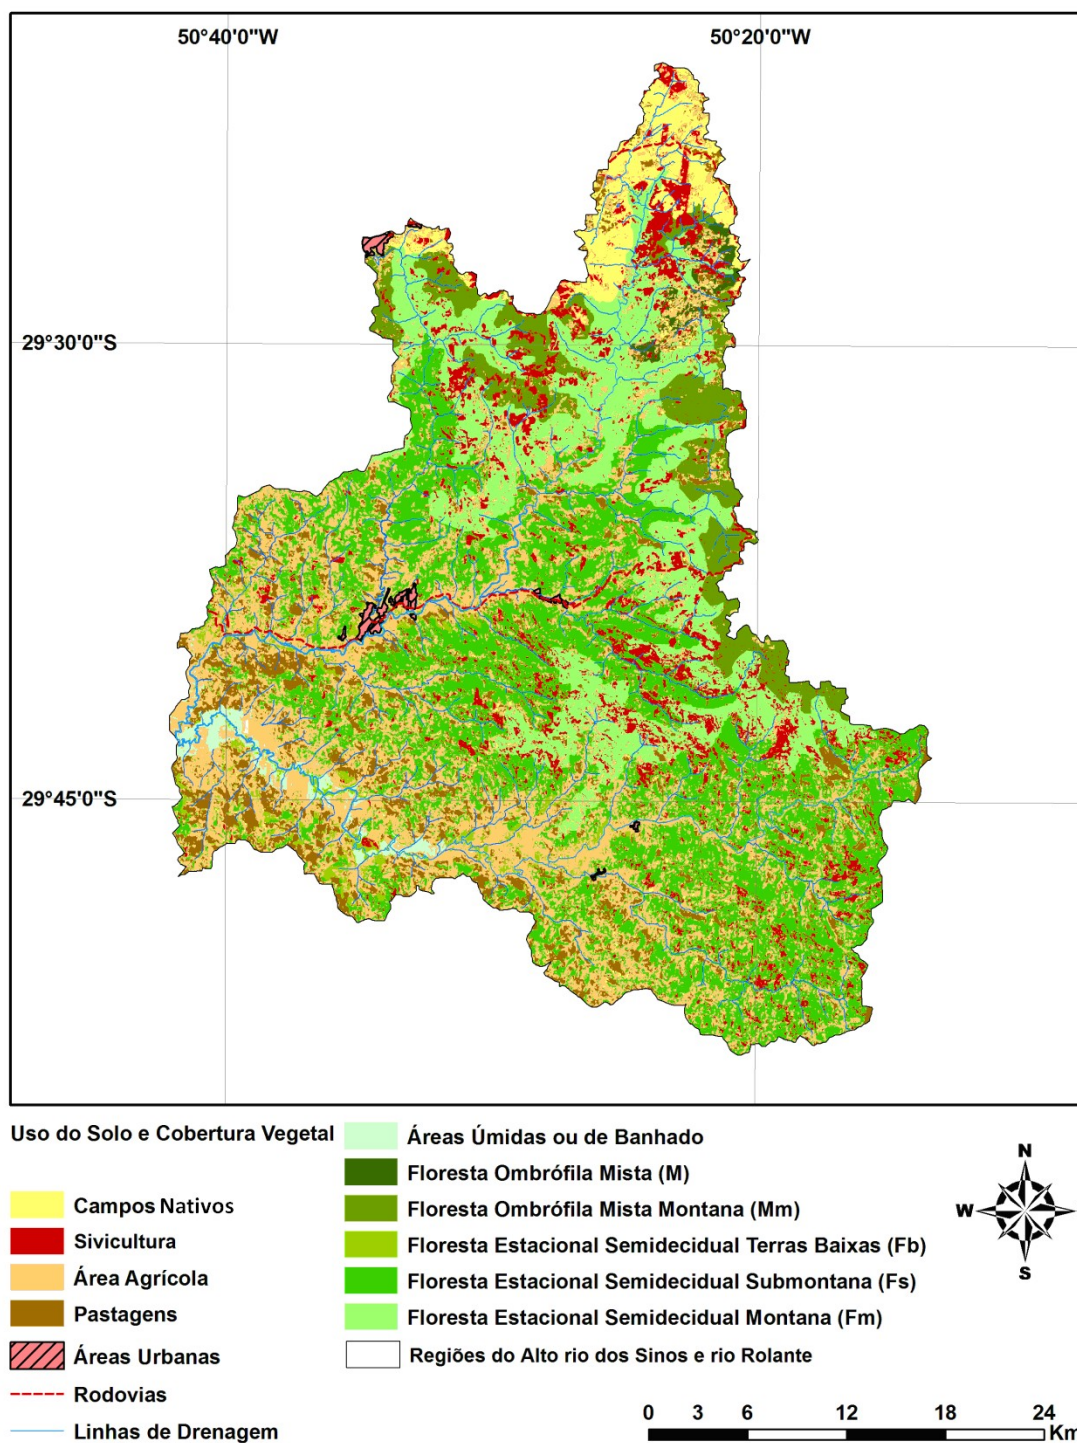 50°40'0"W
50°20'0"W
29°30'0"S
29°45'0"S
Uso do Solo e Cobertura Vegetal
Campos Nativos
Sivicultura
Área Agrícola
Pastagens
Áreas Urbanas
Rodovias
Linhas de Drenagem
Áreas Úmidas ou de Banhado
Floresta Ombrófila Mista (M)
Floresta Ombrófila Mista Montana (Mm)
Floresta Estacional Semidecidual Terras Baixas (Fb)
Floresta Estacional Semidecidual Submontana (Fs)
Floresta Estacional Semidecidual Montana (Fm)
Regiões do Alto rio dos Sinos e rio Rolante
N
W
S
0 3 6 12 18 24
Km